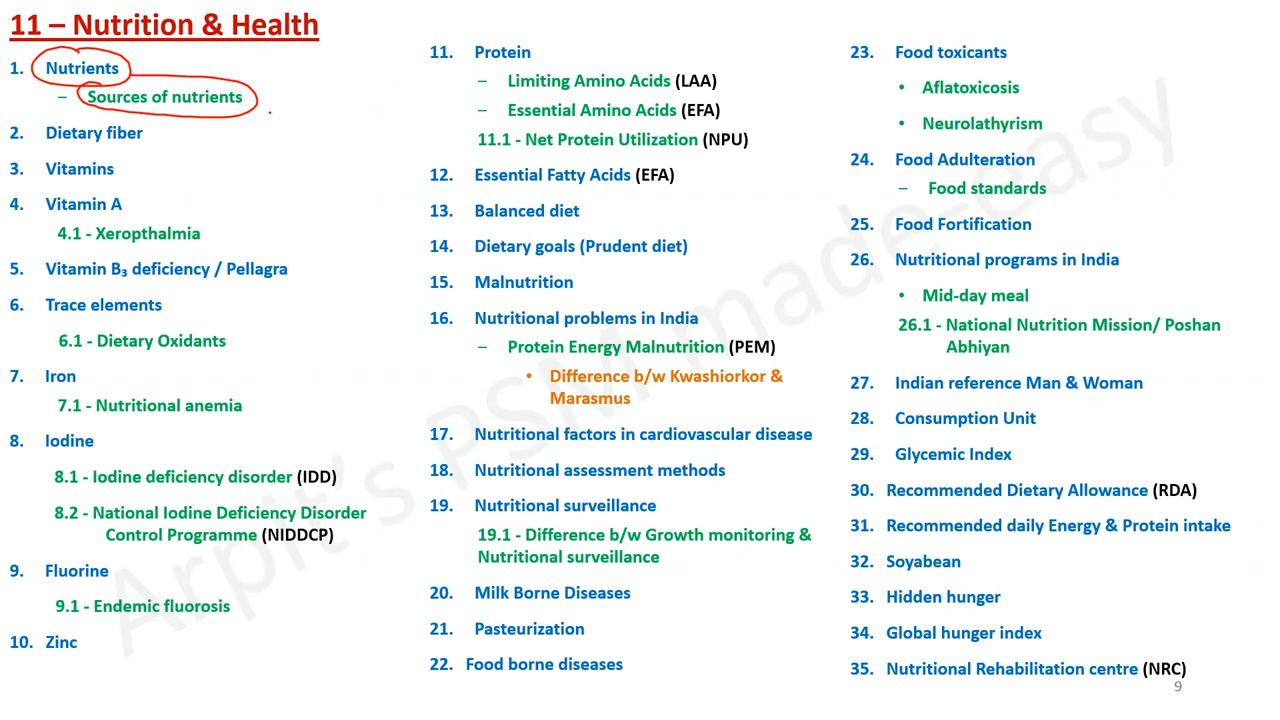 11 – Nutrition & Health
1. Nutrients
– Sources of nutrients
2. Dietary fiber
3. Vitamins
4. Vitamin A
4.1 - Xeropthalmia
5. Vitamin B₃ deficiency / Pellagra
6. Trace elements
6.1 - Dietary Oxidants
7. Iron
7.1 - Nutritional anemia
8. Iodine
8.1 - Iodine deficiency disorder (IDD)
8.2 - National Iodine Deficiency Disorder
Control Programme (NIDDCP)
9. Fluorine
9.1 - Endemic fluorosis
10. Zinc
11. Protein
– Limiting Amino Acids (LAA)
– Essential Amino Acids (EFA)
11.1 - Net Protein Utilization (NPU)
12. Essential Fatty Acids (EFA)
13. Balanced diet
14. Dietary goals (Prudent diet)
15. Malnutrition
16. Nutritional problems in India
– Protein Energy Malnutrition (PEM)
• Difference b/w Kwashiorkor &
Marasmus
17. Nutritional factors in cardiovascular disease
18. Nutritional assessment methods
19. Nutritional surveillance
19.1 - Difference b/w Growth monitoring &
Nutritional surveillance
20. Milk Borne Diseases
21. Pasteurization
22. Food borne diseases
23. Food toxicants
• Aflatoxicosis
• Neurolathyrism
24. Food Adulteration
– Food standards
25. Food Fortification
26. Nutritional programs in India
• Mid-day meal
26.1 - National Nutrition Mission/ Poshan
Abhiyan
27. Indian reference Man & Woman
28. Consumption Unit
29. Glycemic Index
30. Recommended Dietary Allowance (RDA)
31. Recommended daily Energy & Protein intake
32. Soyabean
33. Hidden hunger
34. Global hunger index
35. Nutritional Rehabilitation centre (NRC)
9
Arpit's PSM made-easy